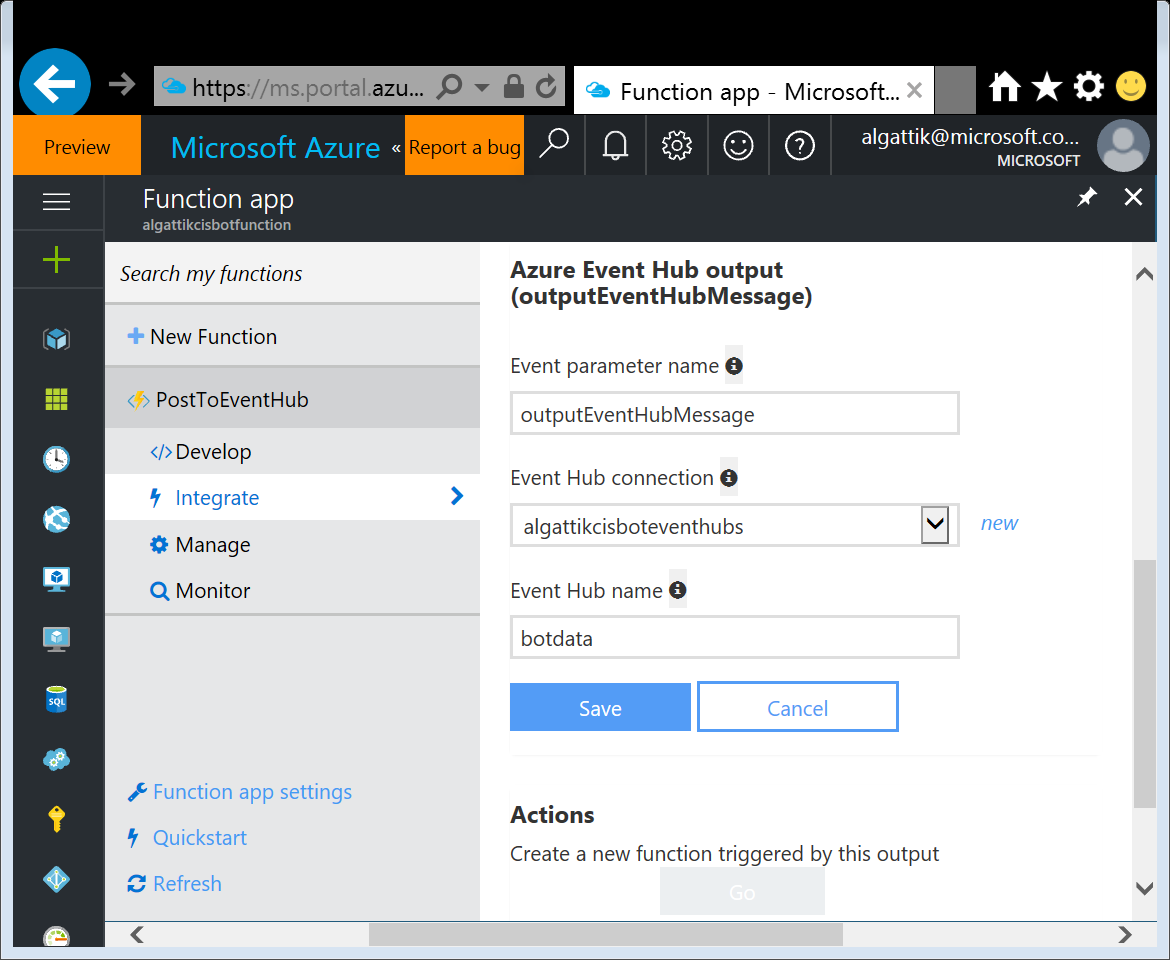 https://ms.portal.azu...
Function app - Microsoft...
Preview
Microsoft Azure «
Report a bug
algattik@microsoft.co...
MICROSOFT
Function app
algattikcisbotfunction
Search my functions
New Function
PostToEventHub
</> Develop
Integrate
Manage
Monitor
SQL
Function app settings
Quickstart
Refresh
Azure Event Hub output
(outputEventHubMessage)
Event parameter name
outputEventHubMessage
Event Hub connection
algattikcisboteventhubs
new
Event Hub name
botdata
Save
Cancel
Actions
Create a new function triggered by this output
Go